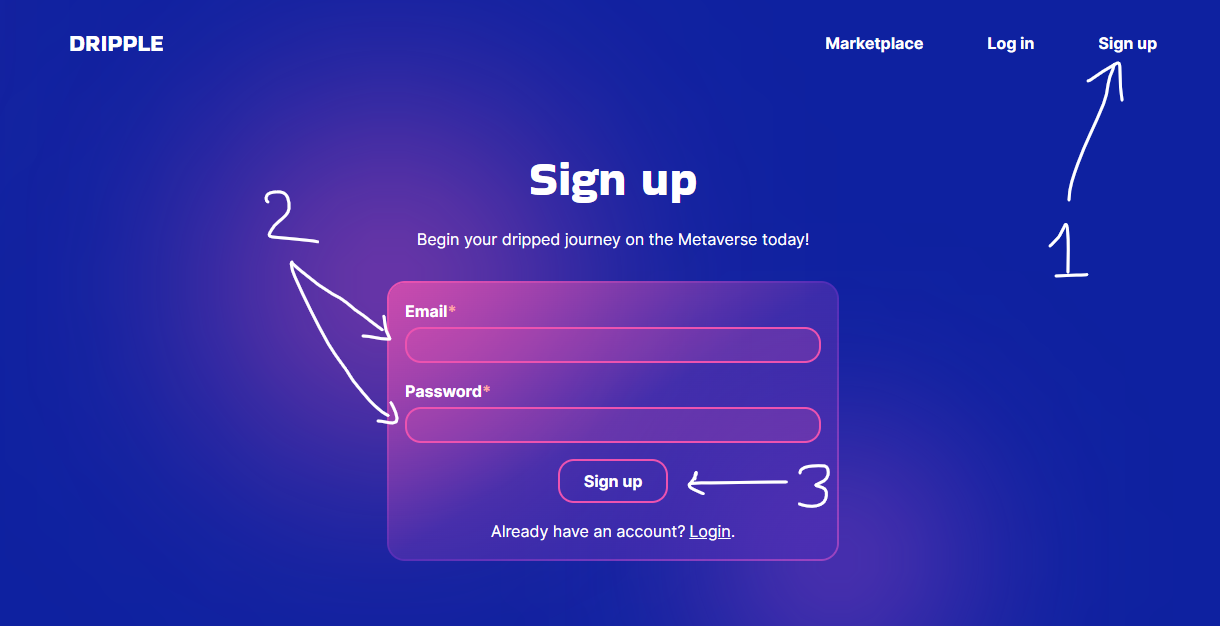 DRIPPLE Marketplace Log in Sign up
Sign up
2
Begin your dripped journey on the Metaverse today!
1
Email*
Password*
Sign up 3
Already have an account? Login.